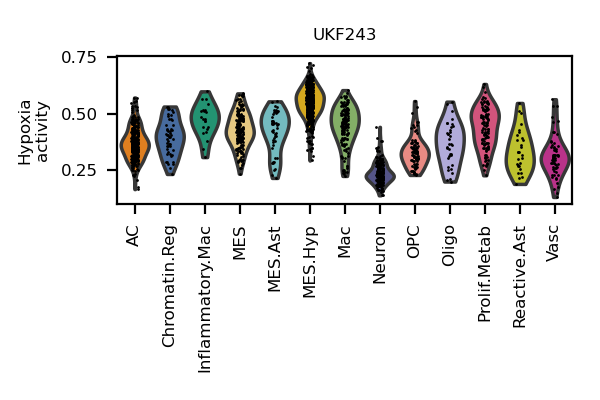 UKF243
Hypoxia
activity
0.75
0.50
0.25
AC
Chromatin.Reg
Inflammatory.Mac
MES
MES.Ast
MES.Hyp
Mac
Neuron
OPC
Oligo
Prolif.Metab
Reactive.Ast
Vasc